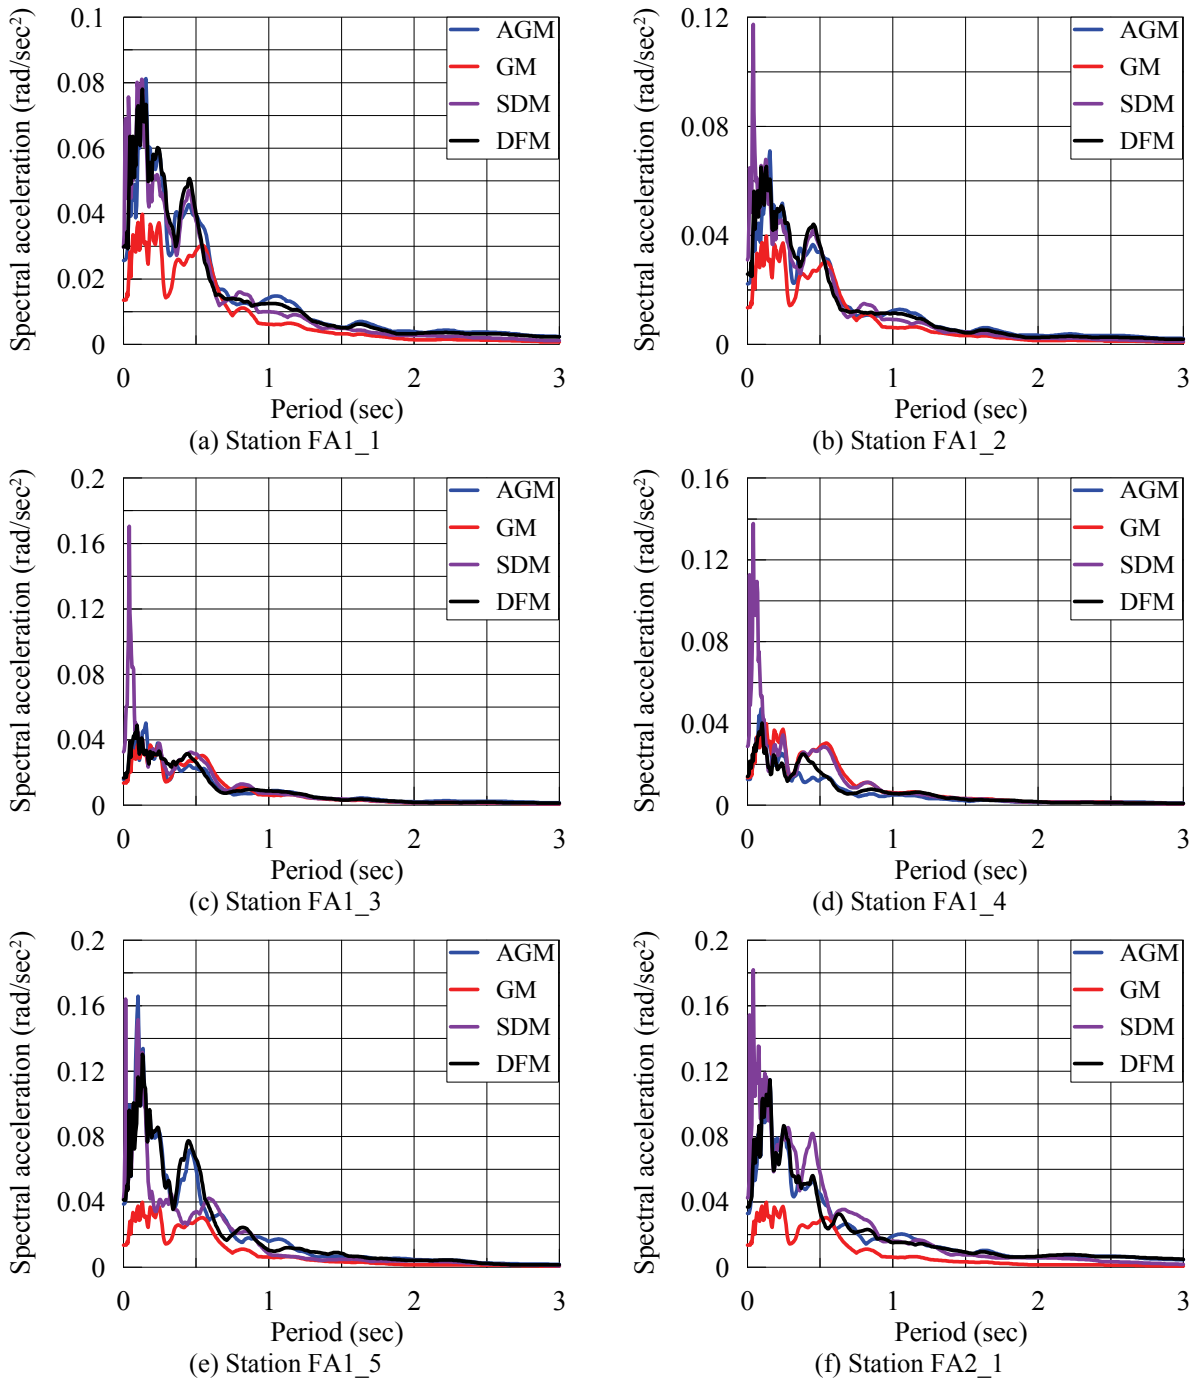 Spectral acceleration (rad/sec²)
0.1
0.08
0.06
0.04
0.02
0
AGM
GM
SDM
DFM
0 1 2 3
Period (sec)
(a) Station FA1_1
Spectral acceleration (rad/sec²)
0.12
0.08
0.04
0
AGM
GM
SDM
DFM
0 1 2 3
Period (sec)
(b) Station FA1_2
Spectral acceleration (rad/sec²)
0.2
0.16
0.12
0.08
0.04
0
AGM
GM
SDM
DFM
0 1 2 3
Period (sec)
(c) Station FA1_3
Spectral acceleration (rad/sec²)
0.16
0.12
0.08
0.04
0
AGM
GM
SDM
DFM
0 1 2 3
Period (sec)
(d) Station FA1_4
Spectral acceleration (rad/sec²)
0.2
0.16
0.12
0.08
0.04
0
AGM
GM
SDM
DFM
0 1 2 3
Period (sec)
(e) Station FA1_5
Spectral acceleration (rad/sec²)
0.2
0.16
0.12
0.08
0.04
0
AGM
GM
SDM
DFM
0 1 2 3
Period (sec)
(f) Station FA2_1